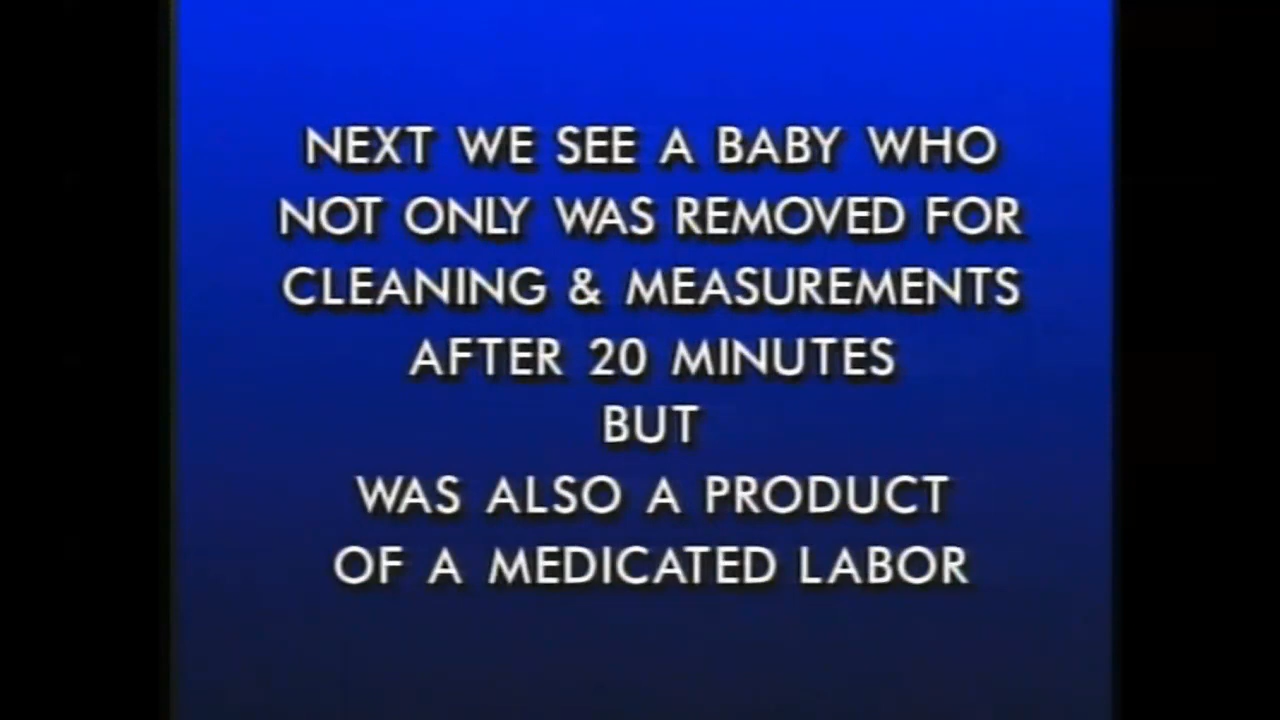 NEXT WE SEE A BABY WHO
NOT ONLY WAS REMOVED FOR
CLEANING & MEASUREMENTS
AFTER 20 MINUTES
BUT
WAS ALSO A PRODUCT
OF A MEDICATED LABOR